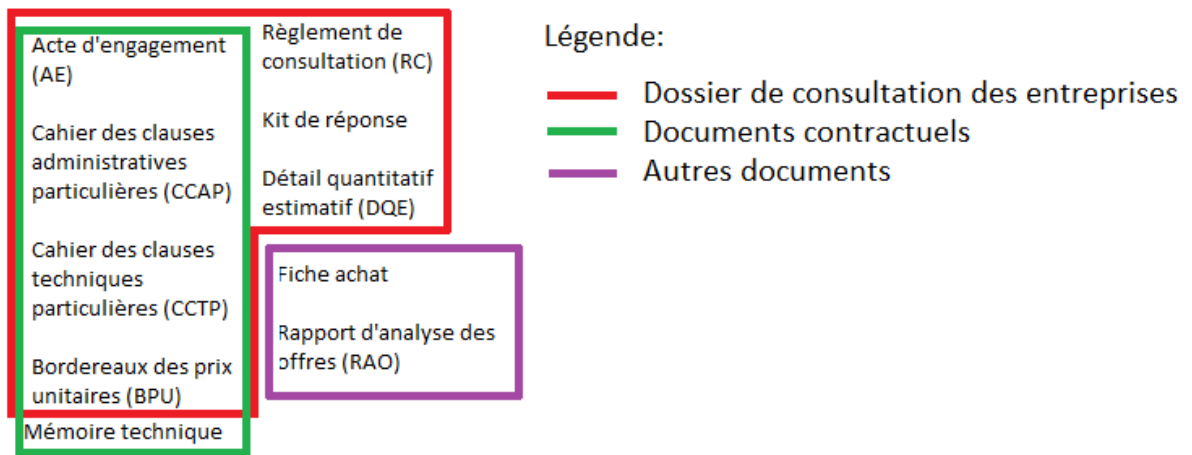 Acte d'engagement
(AE)
Cahier des clauses
administratives
particulières (CCAP)
Cahier des clauses
techniques
particulières (CCTP)
Bordereaux des prix
unitaires (BPU)
Mémoire technique
Règlement de
consultation (RC)
Kit de réponse
Détail quantitatif
estimatif (DQE)
Fiche achat
Rapport d'analyse des
offres (RAO)
Légende:
Dossier de consultation des entreprises
Documents contractuels
Autres documents